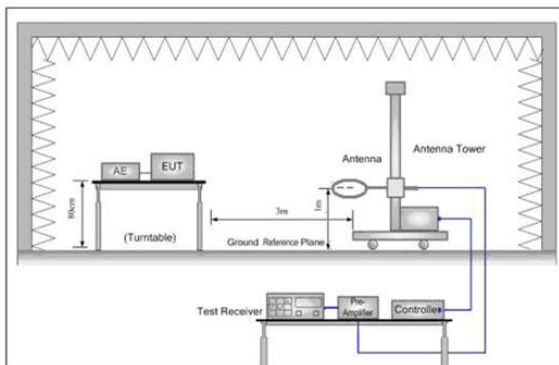 AE
EUT
80cm
(Turntable)
3m
1m
Antenna
Antenna Tower
Ground Reference Plane
Test Receiver
Pre-
Amplifier
Controller